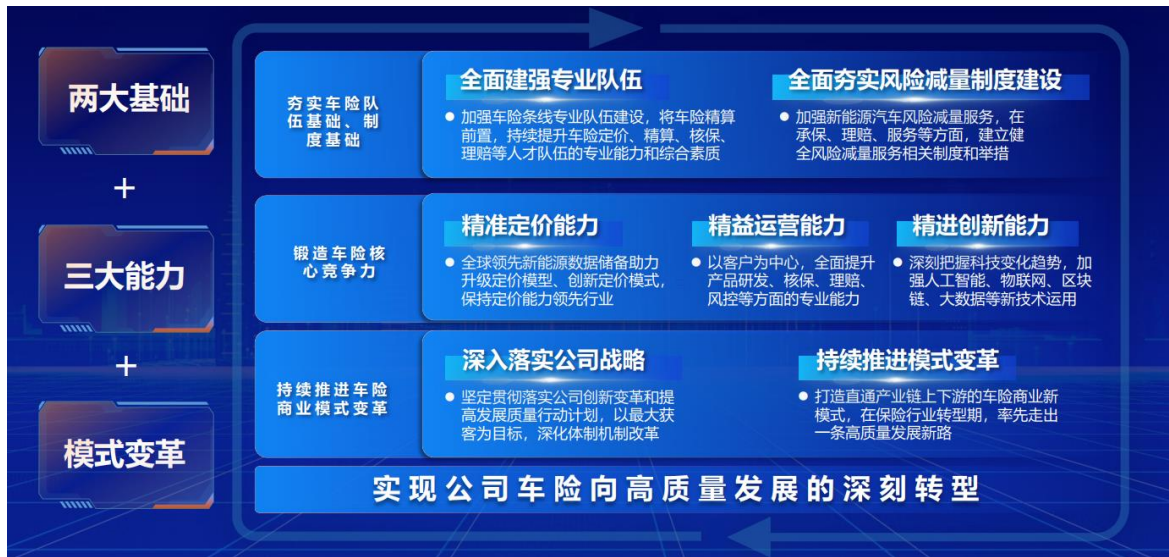 两大基础
+
三大能力
+
模式变革
夯实车险队
伍基础、制
度基础
全面建强专业队伍
● 加强车险条线专业队伍建设，将车险精算
前置，持续提升车险定价、精算、核保、
理赔等人才队伍的专业能力和综合素质
全面夯实风险减量制度建设
● 加强新能源汽车风险减量服务，在
承保、理赔、服务等方面，建立健
全风险减量服务相关制度和举措
锻造车险核
心竞争力
精准定价能力
● 全球领先新能源数据储备助力
升级定价模型、创新定价模式，
保持定价能力领先行业
精益运营能力
● 以客户为中心，全面提升
产品研发、核保、理赔、
风控等方面的专业能力
精进创新能力
● 深刻把握科技变化趋势，加
强人工智能、物联网、区块
链、大数据等新技术运用
持续推进车险
商业模式变革
深入落实公司战略
● 坚定贯彻落实公司创新变革和提
高发展质量行动计划，以最大获
客为目标，深化体制机制改革
持续推进模式变革
● 打造直通产业链上下游的车险商业新
模式，在保险行业转型期，率先走出
一条高质量发展新路
实现公司车险向高质量发展的深刻转型